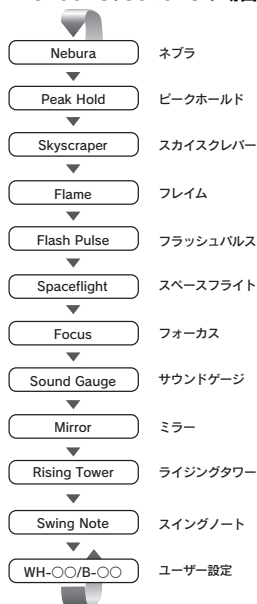 Nebura ネブラ
Peak Hold ピークホールド
Skyscraper スカイスクレパー
Flame フレイム
Flash Pulse フラッシュパルス
Spaceflight スペースフライト
Focus フォーカス
Sound Gauge サウンドゲージ
Mirror ミラー
Rising Tower ライジングタワー
Swing Note スイングノート
WH-○○/B-○○ ユーザー設定